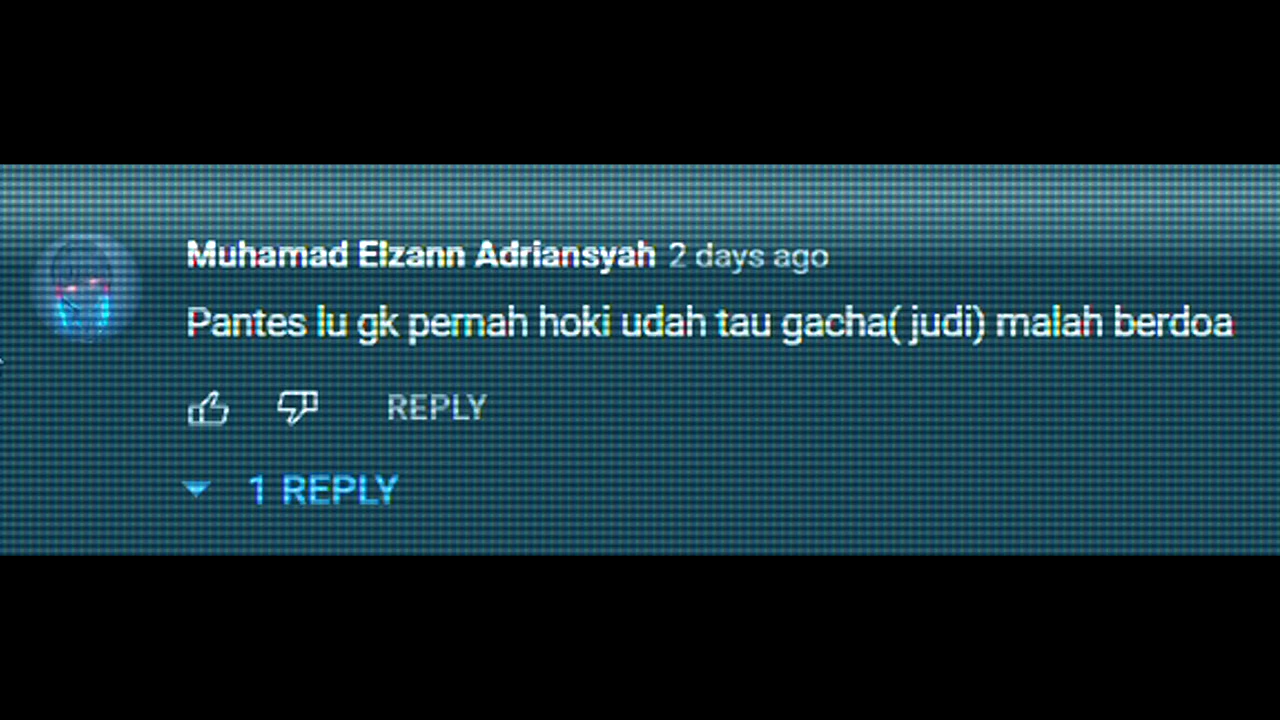 Muhamad Elzann Adriansyah 2 days ago
Pantes lu gk pernah hoki udah tau gacha( judi) malah berdoa
REPLY
1 REPLY